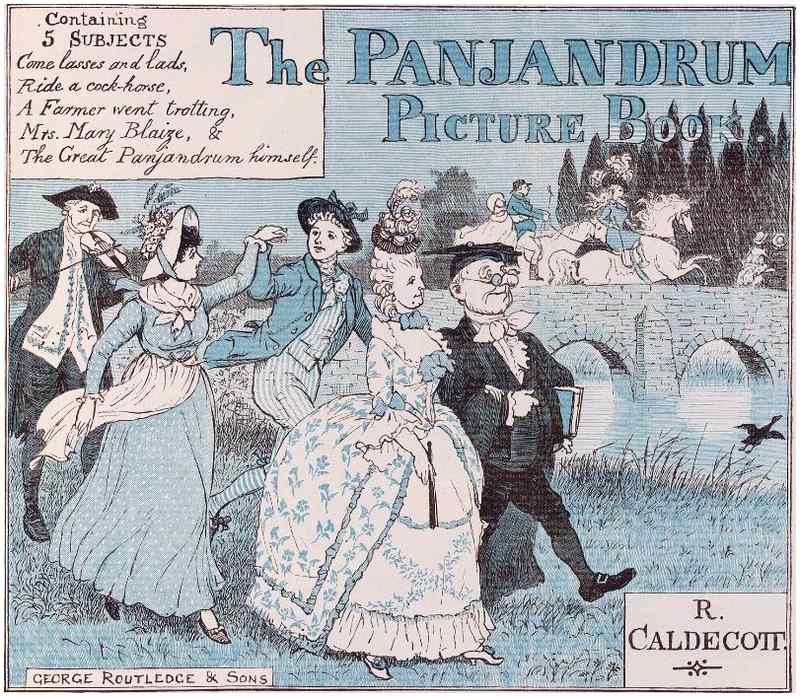 Containing
5 SUBJECTS
Come lasses and lads,
Ride a cock-horse,
A Farmer went trotting,
Mrs. Mary Blaize, &
The Great Panjandrum himself.
The PANJANDRUM
PICTURE BOOK.
R.
CALDECOTT.
GEORGE ROUTLEDGE & SONS